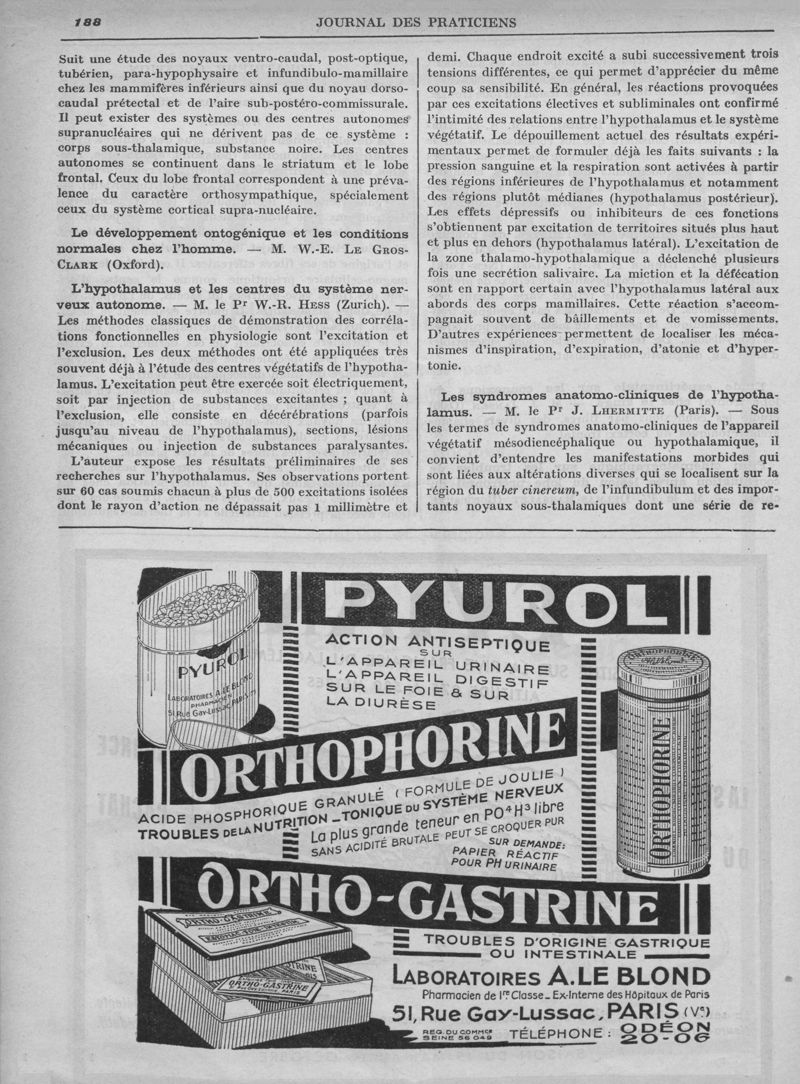 188
JOURNAL DES PRATICIENS
Suit une étude des noyaux ventro-caudal, post-optique,
tubérien, para-hypophysaire et infundibulo-mamillaire
chez les mammifères inférieurs ainsi que du noyau dorso-
caudal prétectal et de l'aire sub-postéro-commissurale.
Il peut exister des systèmes ou des centres autonomes
supranucléaires qui ne dérivent pas de ce système :
corps sous-thalamique, substance noire. Les centres
autonomes se continuent dans le striatum et le lobe
frontal. Ceux du lobe frontal correspondent à une préva-
lence du caractère orthosympathique, spécialement
ceux du système cortical supra-nucléaire.
Le développement ontogénique et les conditions
normales chez l'homme. — M. W.-E. LE GROS-
CLARK (Oxford).
L'hypothalamus et les centres du système ner-
veux autonome. — M. le Pr W.-R. HESS (Zurich). —
Les méthodes classiques de démonstration des corréla-
tions fonctionnelles en physiologie sont l'excitation et
l'exclusion. Les deux méthodes ont été appliquées très
souvent déjà à l'étude des centres végétatifs de l'hypotha-
lamus. L'excitation peut être exercée soit électriquement,
soit par injection de substances excitantes ; quant à
l'exclusion, elle consiste en décérébrations (parfois
jusqu'au niveau de l'hypothalamus), sections, lésions
mécaniques ou injection de substances paralysantes.
L'auteur expose les résultats préliminaires de ses
recherches sur l'hypothalamus. Ses observations portent
sur 60 cas soumis chacun à plus de 500 excitations isolées
dont le rayon d'action ne dépassait pas 1 millimètre et
demi. Chaque endroit excité a subi successivement trois
tensions différentes, ce qui permet d'apprécier du même
coup sa sensibilité. En général, les réactions provoquées
par ces excitations électives et subliminales ont confirmé
l'intimité des relations entre l'hypothalamus et le système
végétatif. Le dépouillement actuel des résultats expéri-
mentaux permet de formuler déjà les faits suivants : la
pression sanguine et la respiration sont activées à partir
des régions inférieures de l'hypothalamus et notamment
des régions plutôt médianes (hypothalamus postérieur).
Les effets dépressifs ou inhibiteurs de ces fonctions
s'obtiennent par excitation de territoires situés plus haut
et plus en dehors (hypothalamus latéral). L'excitation de
la zone thalamo-hypothalamique a déclenché plusieurs
fois une secrétion salivaire. La miction et la défécation
sont en rapport certain avec l'hypothalamus latéral aux
abords des corps mamillaires. Cette réaction s'accom-
pagnait souvent de bâillements et de vomissements.
D'autres expériences permettent de localiser les méca-
nismes d'inspiration, d'expiration, d'atonie et d'hyper-
tonie.
Les syndromes anatomo-cliniques de l'hypotha-
lamus. — M. le Pr J. LHERMITTE (Paris). — Sous
les termes de syndromes anatomo-cliniques de l'appareil
végétatif mésodiencéphalique ou hypothalamique, il
convient d'entendre les manifestations morbides qui
sont liées aux altérations diverses qui se localisent sur la
région du tuber cinereum, de l'infundibulum et des impor-
tants noyaux sous-thalamiques dont une série de re-
PYUROL
PYUROL
LABORATOIRES A. LE BLOND
PHARMACIEN
51, Rue Gay-Lussac, PARIS
ACTION ANTISEPTIQUE
SUR
L'APPAREIL URINAIRE
L'APPAREIL DIGESTIF
SUR LE FOIE & SUR
LA DIURÈSE
ORTHOPHORINE
ORTHOPHORINE
ORTHOPHORINE
ACIDE PHOSPHORIQUE GRANULÉ (FORMULE DE JOULIE)
TROUBLES DE LA NUTRITION - TONIQUE DU SYSTÈME NERVEUX
La plus grande teneur en PO⁴H³ libre
SANS ACIDITÉ BRUTALE PEUT SE CROQUER PUR
SUR DEMANDE:
PAPIER RÉACTIF
POUR PH URINAIRE
ORTHO-GASTRINE
ORTHO-GASTRINE
ORTHO-GASTRINE
TROUBLES D'ORIGINE GASTRIQUE
OU INTESTINALE
LABORATOIRES A. LE BLOND
Pharmacien de 1re Classe - Ex-Interne des Hôpitaux de Paris
51, Rue Gay-Lussac, PARIS (Ve)
REG. DU COMMCE
SEINE 56 049
TÉLÉPHONE : ODÉON
20-06